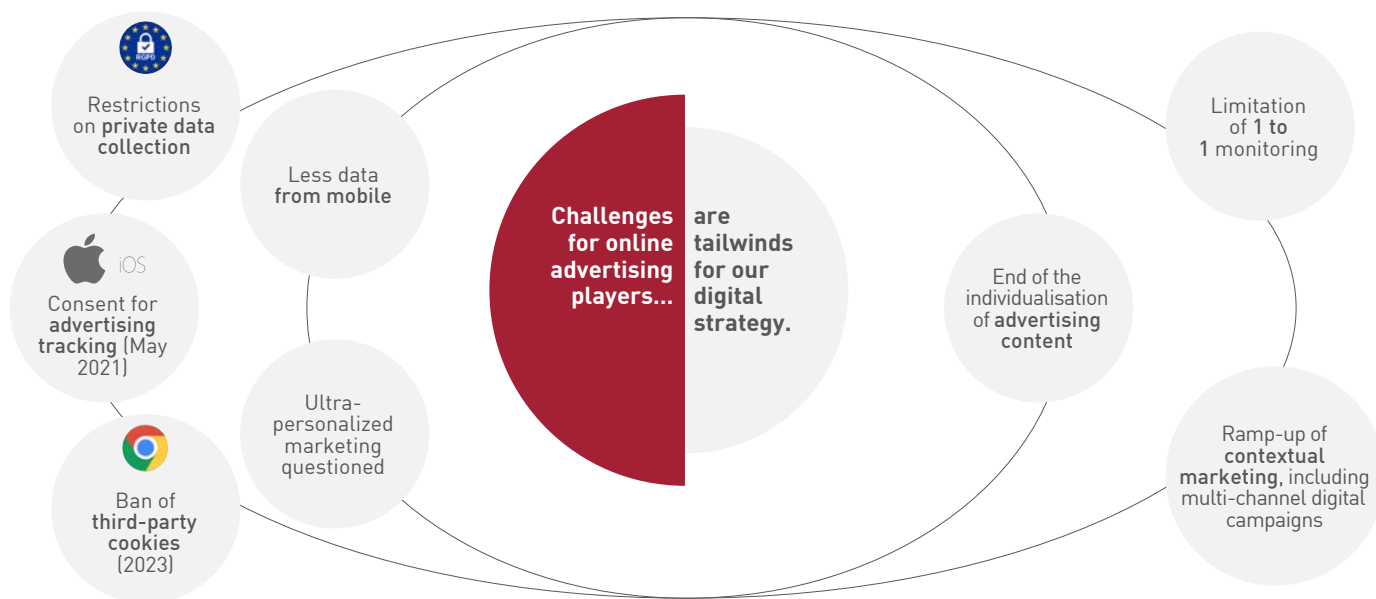 RGPD
Restrictions
on private data
collection
iOS
Consent for
advertising
tracking (May
2021)
Ban of
third-party
cookies
(2023)
Less data
from mobile
Ultra-
personalized
marketing
questioned
Challenges
for online
advertising
players...
are
tailwinds
for our
digital
strategy.
End of the
individualisation
of advertising
content
Limitation
of 1 to
1 monitoring
Ramp-up of
contextual
marketing, including
multi-channel digital
campaigns